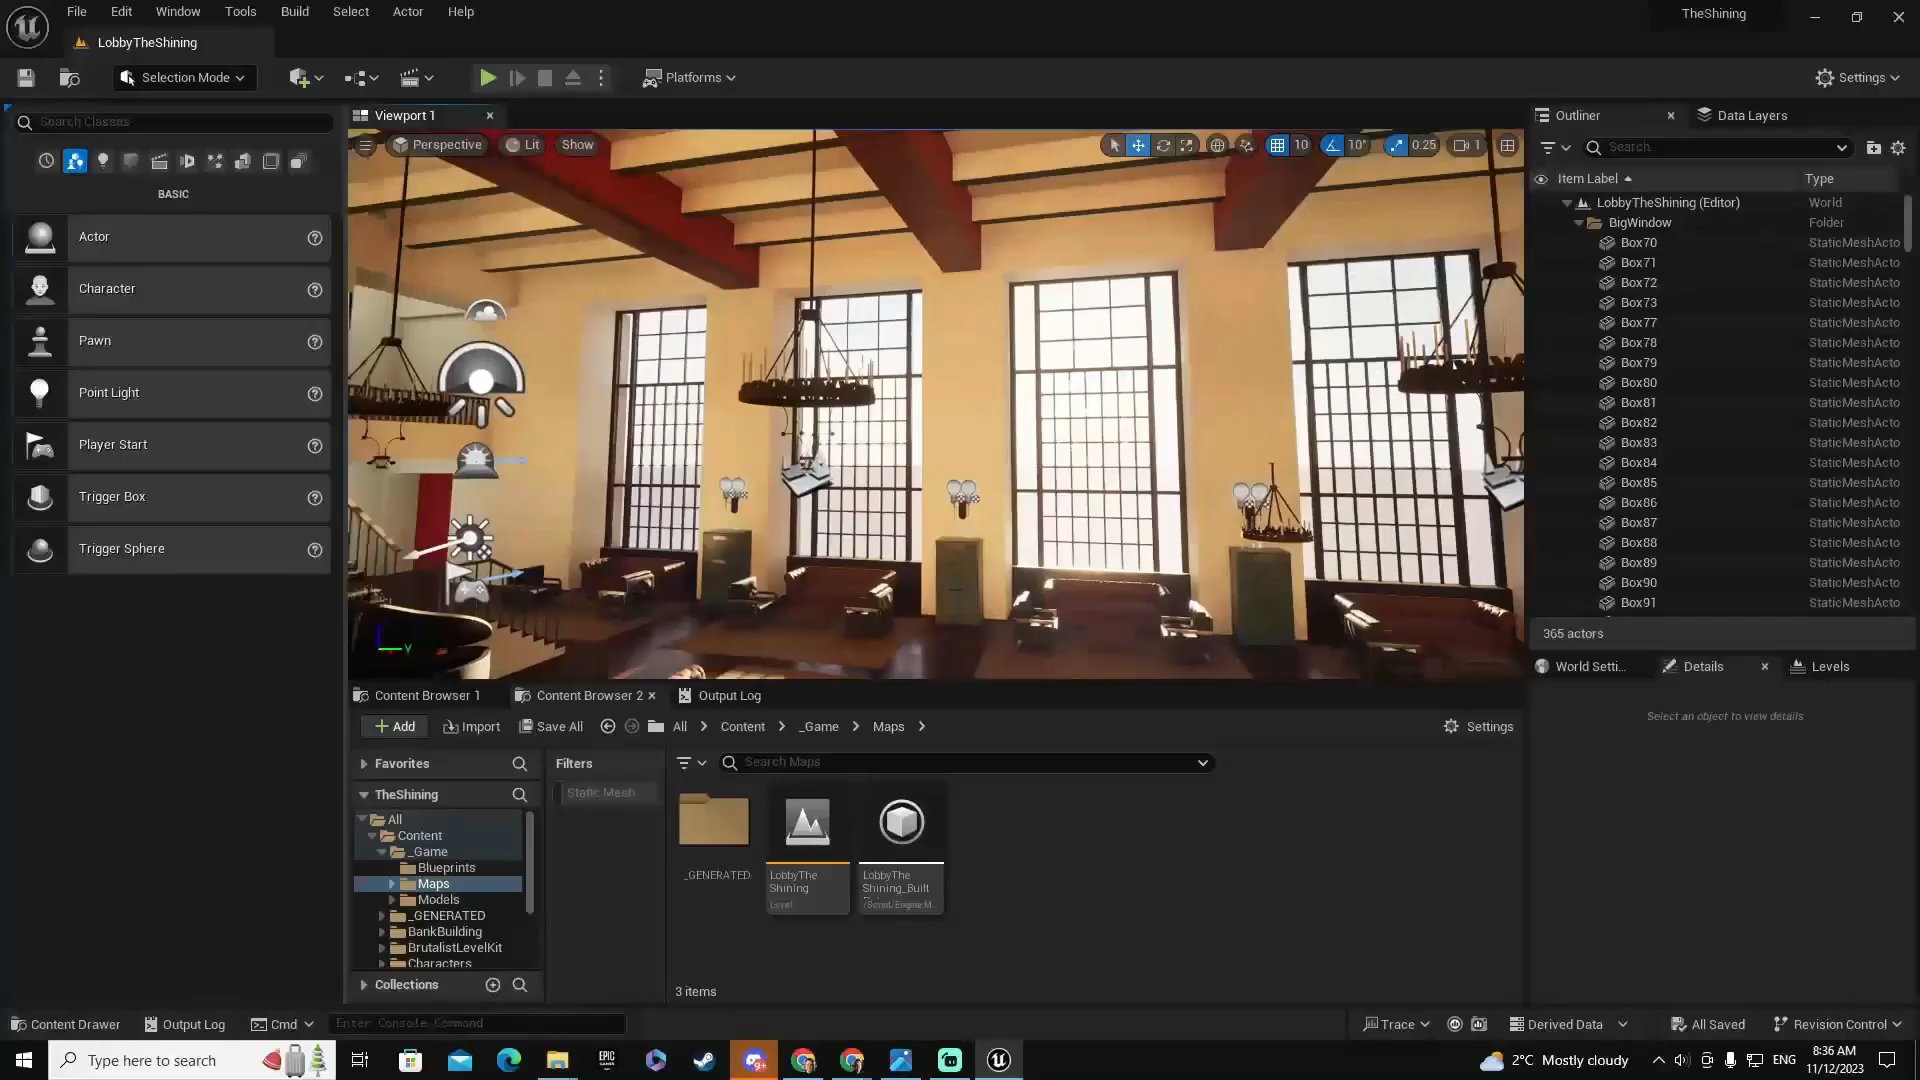 File Edit Window Tools Build Select Actor Help
TheShining
LobbyTheShining
Selection Mode
Platforms
Settings
Search Classes
BASIC
Actor
Character
Pawn
Point Light
Player Start
Trigger Box
Trigger Sphere
Viewport 1
Perspective Lit Show
10 10° 0.25 1
Outliner Data Layers
Search...
Item Label Type
LobbyTheShining (Editor) World
BigWindow Folder
Box70 StaticMeshActo
Box71 StaticMeshActo
Box72 StaticMeshActo
Box73 StaticMeshActo
Box77 StaticMeshActo
Box78 StaticMeshActo
Box79 StaticMeshActo
Box80 StaticMeshActo
Box81 StaticMeshActo
Box82 StaticMeshActo
Box83 StaticMeshActo
Box84 StaticMeshActo
Box85 StaticMeshActo
Box86 StaticMeshActo
Box87 StaticMeshActo
Box88 StaticMeshActo
Box89 StaticMeshActo
Box90 StaticMeshActo
Box91 StaticMeshActo
365 actors
World Setti... Details Levels
Select an object to view details
Y
Content Browser 1 Content Browser 2 Output Log
Add Import Save All All Content _Game Maps Settings
Favorites
TheShining
All
Content
_Game
Blueprints
Maps
Models
_GENERATED
BankBuilding
BrutalistLevelKit
Characters
Collections
Filters
Static Mesh
Search Maps
_GENERATED
LobbyThe
Shining
Level
LobbyThe
Shining_Built
/Script/Engine.M
3 items
Content Drawer Output Log Cmd Enter Console Command
Trace Derived Data All Saved Revision Control
Type here to search
EPIC
GAMES
9+
2°C Mostly cloudy
ENG
8:36 AM
11/12/2023